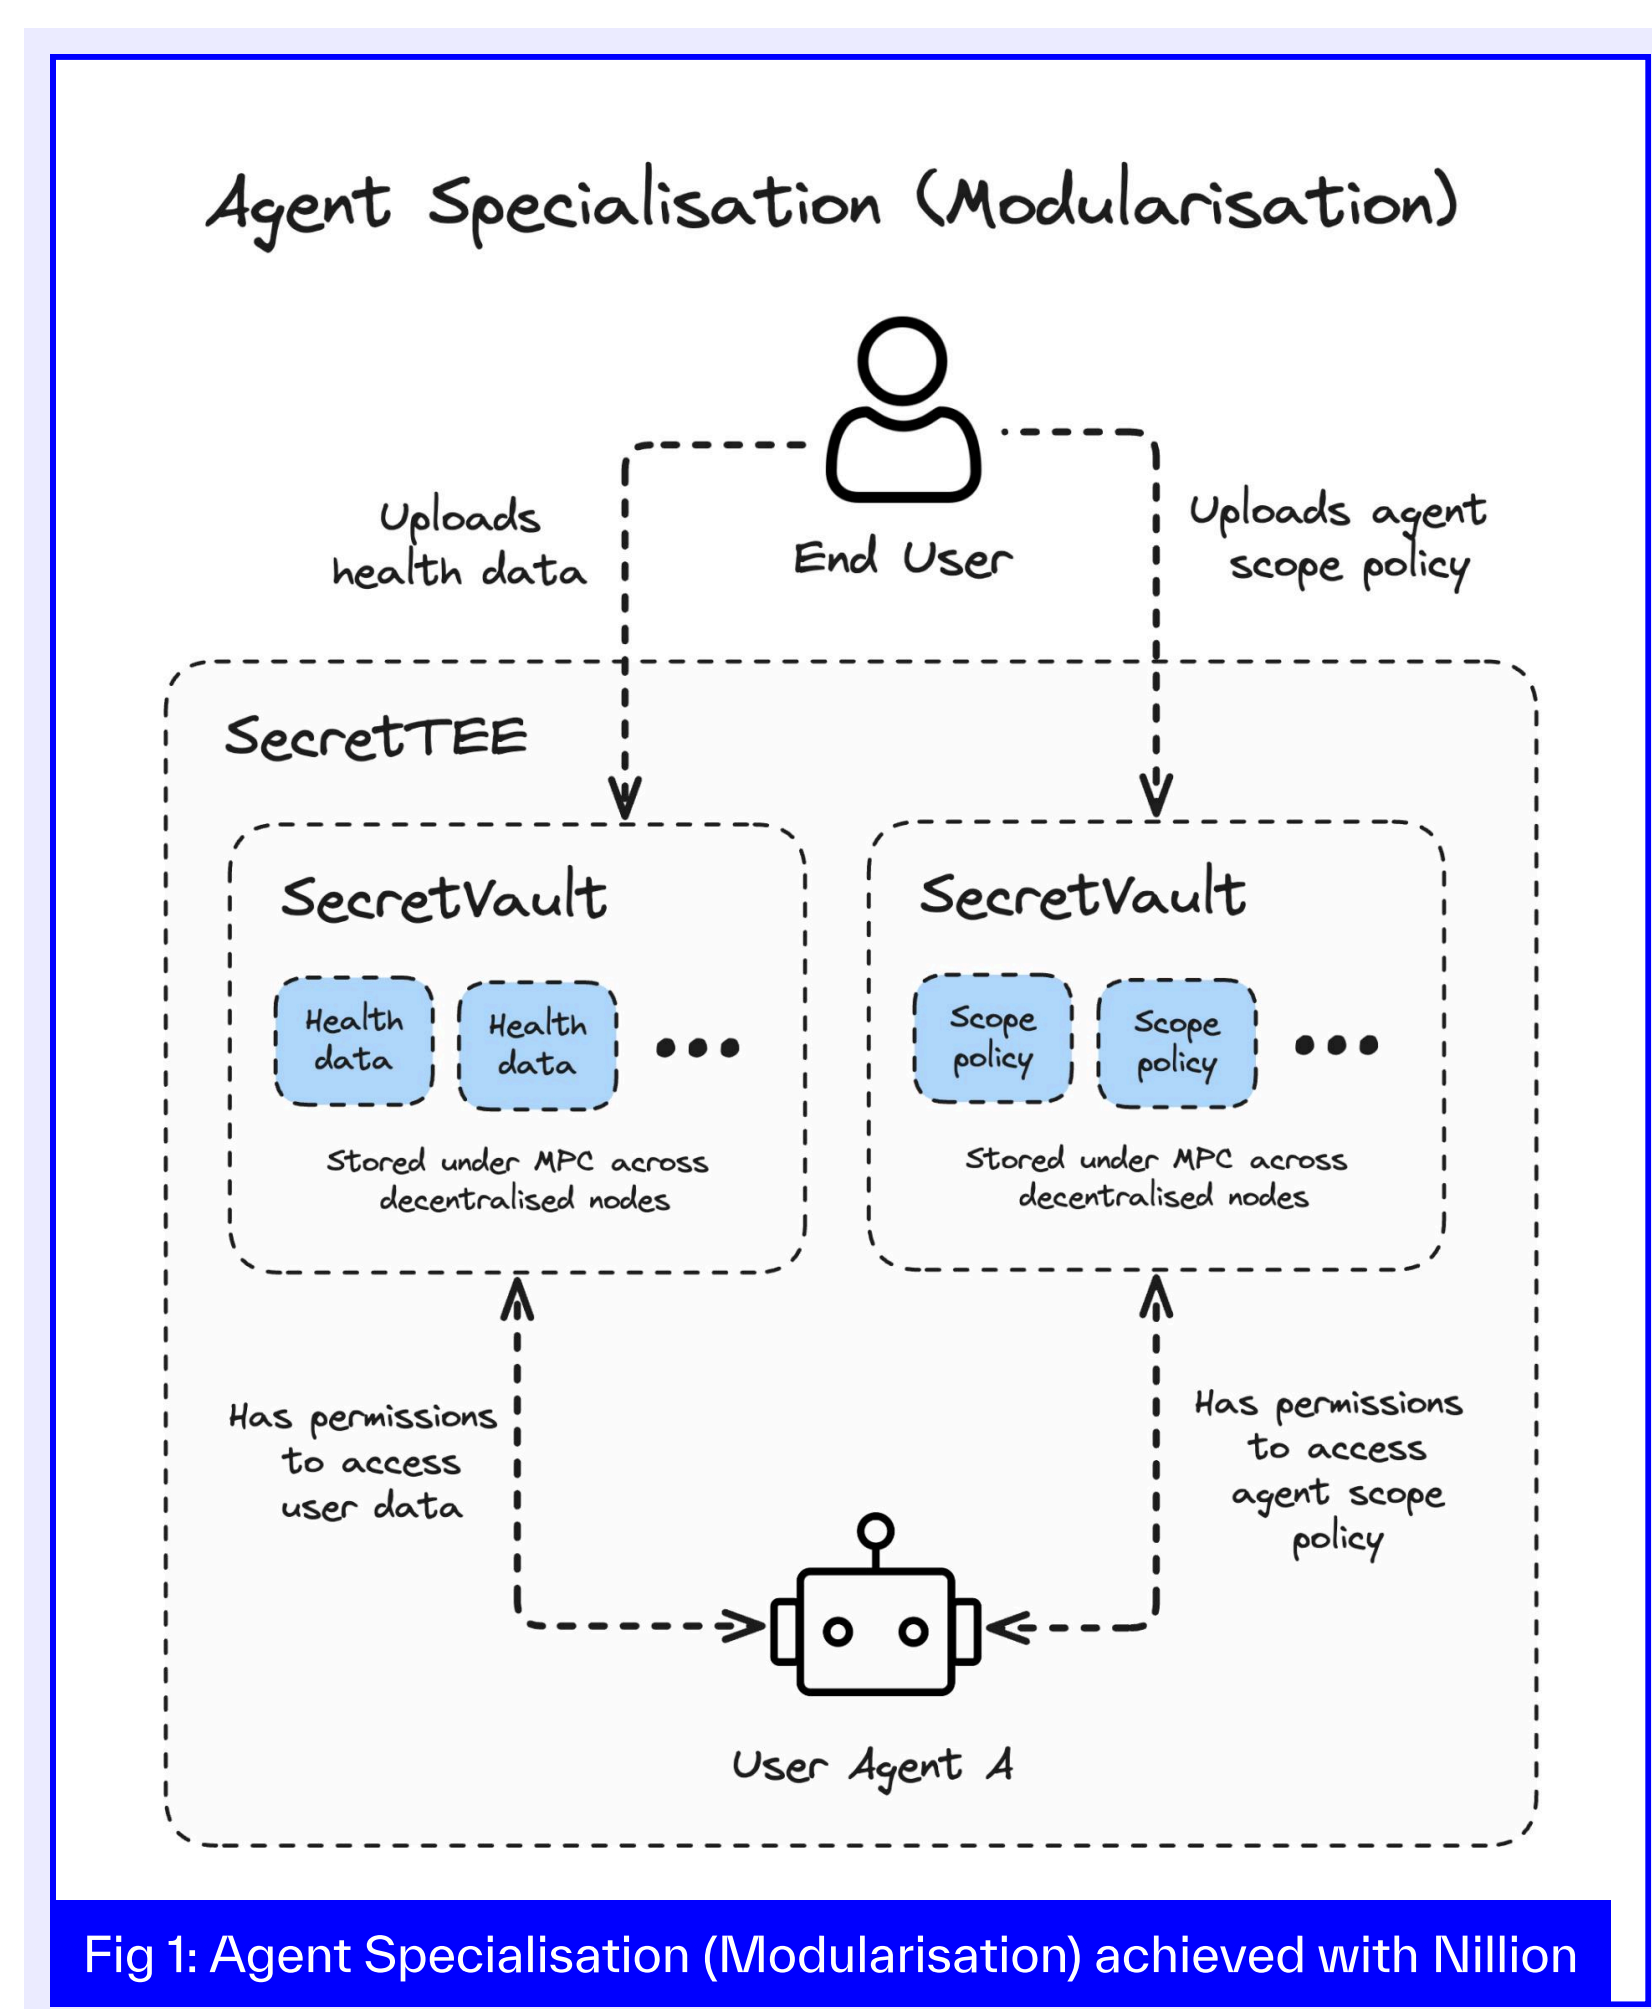 Agent Specialisation (Modularisation)
Uploads
health data
End User
Uploads agent
scope policy
SecretTEE
SecretVault
Health
data
Health
data
Stored under MPC across
decentralised nodes
SecretVault
Scope
policy
Scope
policy
Stored under MPC across
decentralised nodes
Has permissions
to access
user data
Has permissions
to access
agent scope
policy
User Agent A
Fig 1: Agent Specialisation (Modularisation) achieved with Nillion